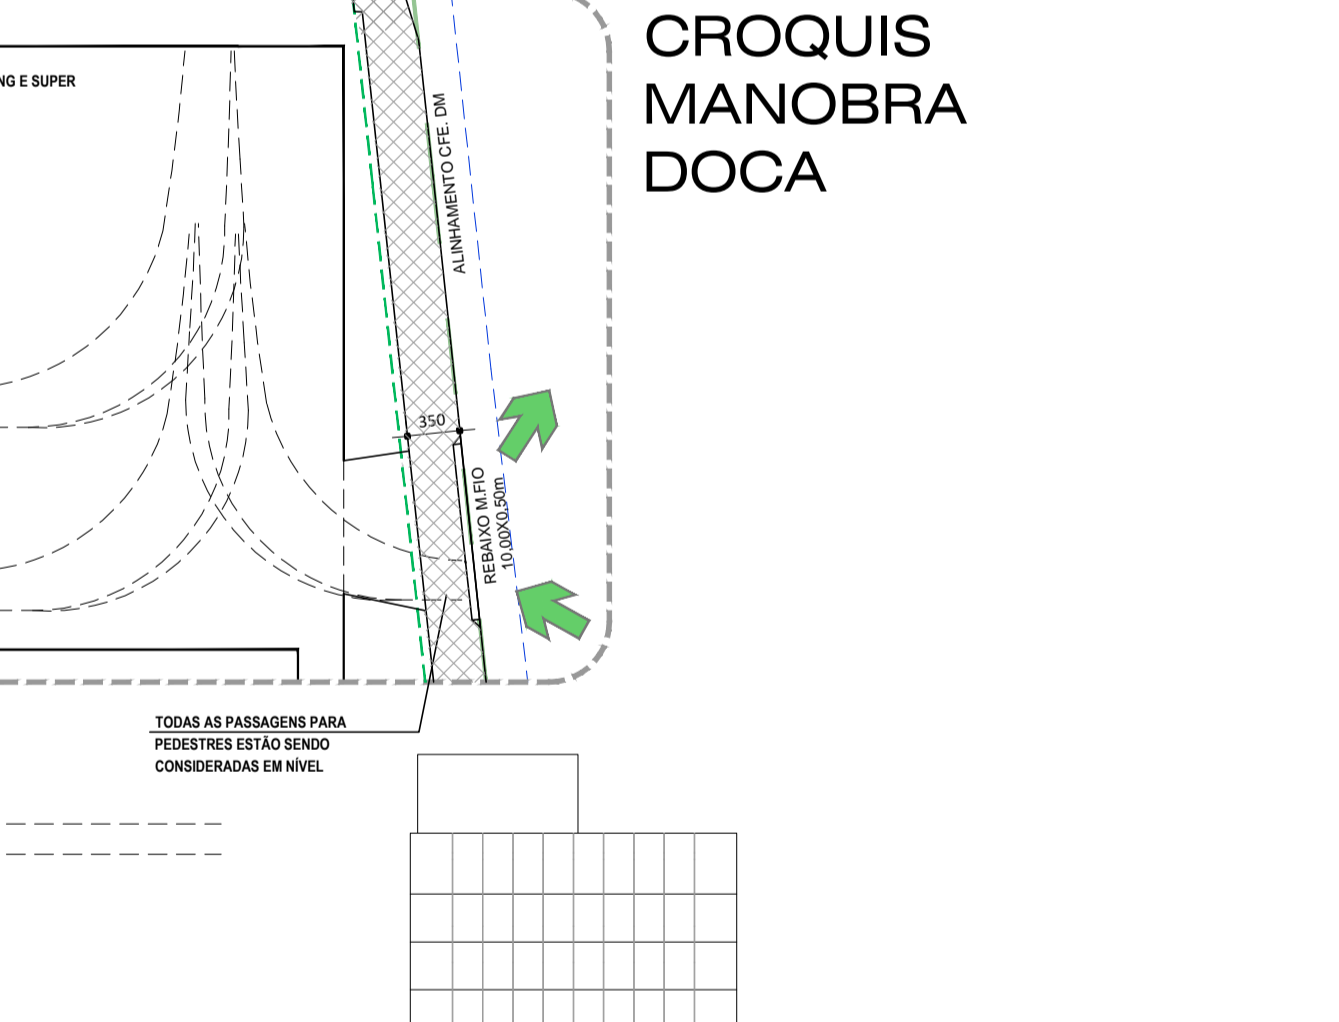 CROQUIS
MANOBRA
DOCA
NG E SUPER
ALINHAMENTO CFE. DM
350
REBAIXO M.FIO
10,00X0,50m
TODAS AS PASSAGENS PARA
PEDESTRES ESTÃO SENDO
CONSIDERADAS EM NÍVEL